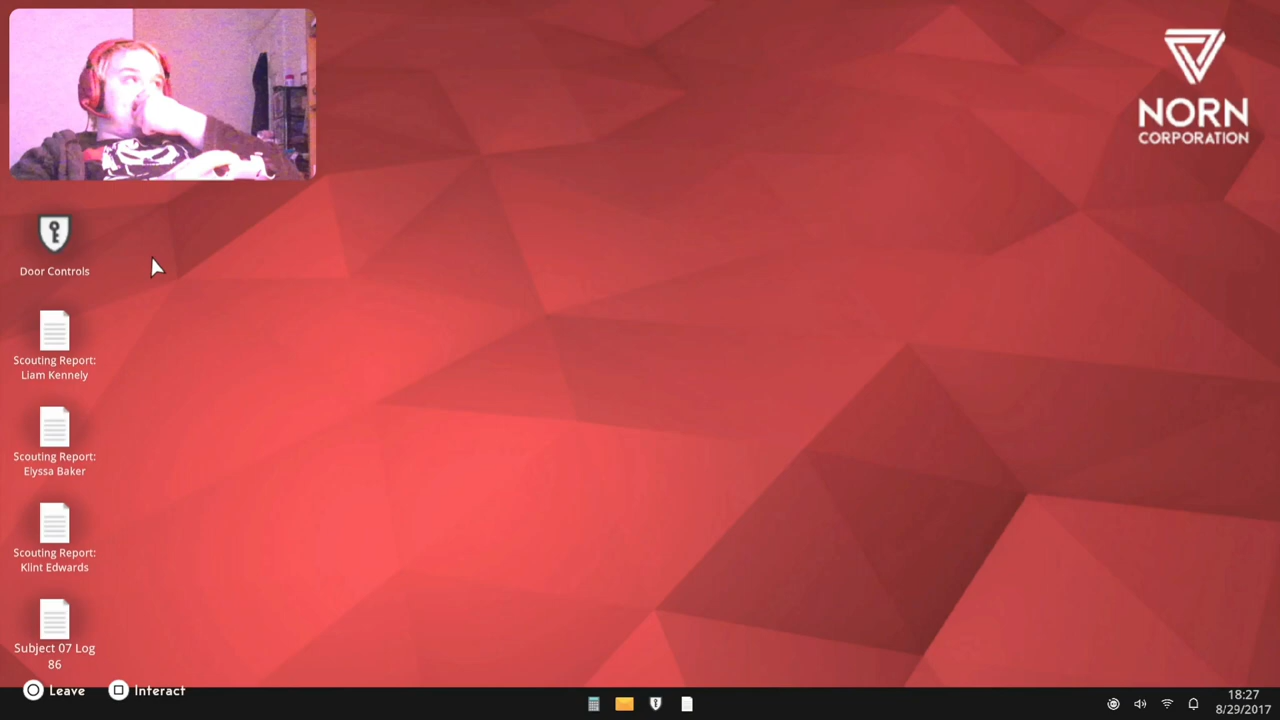 NORN
CORPORATION
Door Controls
Scouting Report:
Liam Kennely
Scouting Report:
Elyssa Baker
Scouting Report:
Klint Edwards
Subject 07 Log
86
Leave
Interact
18:27
8/29/2017